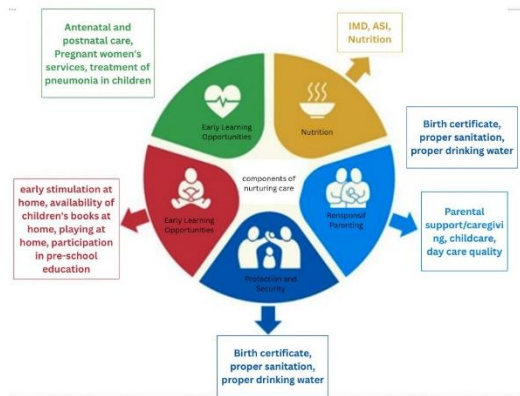 Antenatal and
postnatal care,
Pregnant women's
services, treatment of
pneumonia in children
IMD, ASI,
Nutrition
Early Learning
Opportunities
Nutrition
Birth certificate,
proper sanitation,
proper drinking water
components of
nurturing care
early stimulation at
home, availability of
children's books at
home, playing at
home, participation
in pre-school
education
Early Learning
Opportunities
Rensponsif
Parenting
Parental
support/caregivi
ng, childcare,
day care quality
Protection and
Security
Birth certificate,
proper sanitation,
proper drinking water